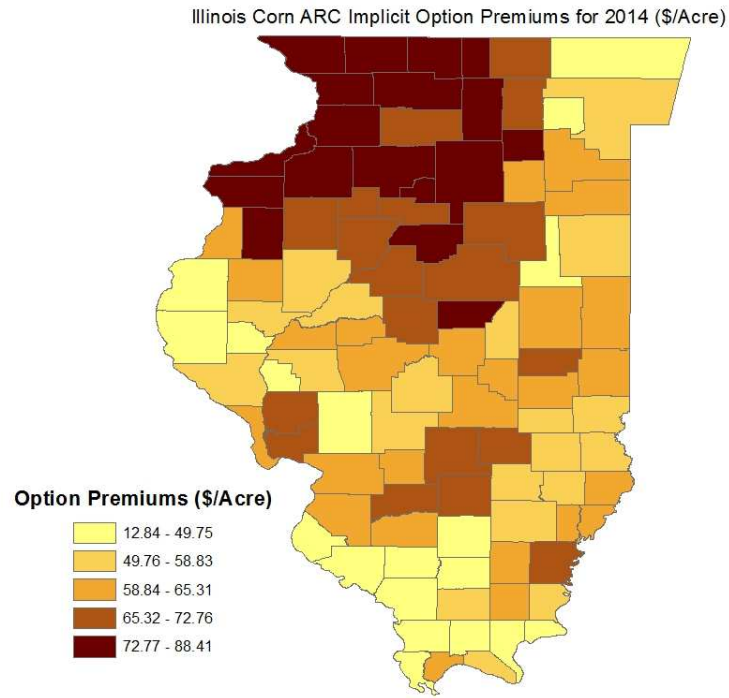 Illinois Corn ARC Implicit Option Premiums for 2014 ($/Acre)
Option Premiums ($/Acre)
12.84 - 49.75
49.76 - 58.83
58.84 - 65.31
65.32 - 72.76
72.77 - 88.41